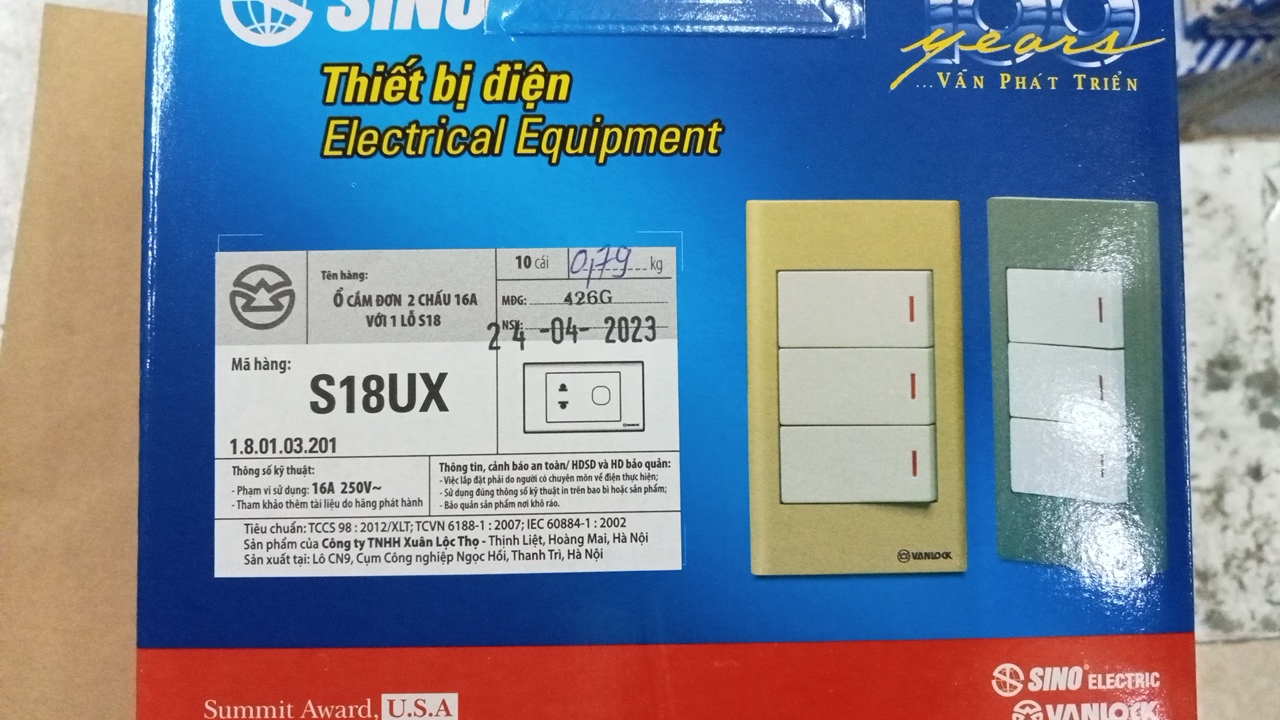 SINO
100
years
...VẪN PHÁT TRIỂN
Thiết bị điện
Electrical Equipment
Tên hàng:
Ổ CẮM ĐƠN 2 CHẤU 16A
VỚI 1 LỖ S18
10 cái 0,79 kg
MĐG: 426G
NSX: 24-04-2023
Mã hàng:
S18UX
1.8.01.03.201
Thông số kỹ thuật:
- Phạm vi sử dụng: 16A 250V~
- Tham khảo thêm tài liệu do hãng phát hành
Thông tin, cảnh báo an toàn/ HDSD và HD bảo quản:
- Việc lắp đặt phải do người có chuyên môn về điện thực hiện;
- Sử dụng đúng thông số kỹ thuật in trên bao bì hoặc sản phẩm;
- Bảo quản sản phẩm nơi khô ráo.
Tiêu chuẩn: TCCS 98 : 2012/XLT; TCVN 6188-1 : 2007; IEC 60884-1 : 2002
Sản phẩm của Công ty TNHH Xuân Lộc Thọ - Thịnh Liệt, Hoàng Mai, Hà Nội
Sản xuất tại: Lô CN9, Cụm Công nghiệp Ngọc Hồi, Thanh Trì, Hà Nội
VANLOCK
Summit Award, U.S.A
SINO® ELECTRIC
VANLOCK